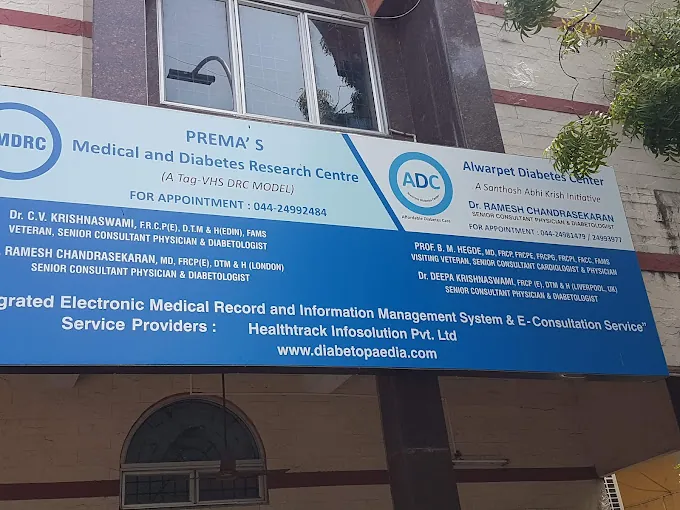 MDRC
PREMA'S
Medical and Diabetes Research Centre
(A Tag-VHS DRC MODEL)
FOR APPOINTMENT : 044-24992484
Dr. C.V. KRISHNASWAMI, F.R.C.P(E), D.T.M & H(EDIN), FAMS
VETERAN, SENIOR CONSULTANT PHYSICIAN & DIABETOLOGIST
. RAMESH CHANDRASEKARAN, MD, FRCP(E), DTM & H (LONDON)
SENIOR CONSULTANT PHYSICIAN & DIABETOLOGIST
ADC
Affordable Diabetes Care
Alwarpet Diabetes Center
A Santhosh Abhi Krish Initiative
Dr. RAMESH CHANDRASEKARAN
SENIOR CONSULTANT PHYSICIAN & DIABETOLOGIST
FOR APPOINTMENT : 044-24981479 / 24993977
PROF. B. M. HEGDE, MD, FRCP, FRCPE, FRCPG, FRCPI, FACC, FAMS
VISITING VETERAN, SENIOR CONSULTANT CARDIOLOGIST & PHYSICIAN
Dr. DEEPA KRISHNASWAMI, FRCP (E), DTM & H (LIVERPOOL, UK)
SENIOR CONSULTANT PHYSICIAN & DIABETOLOGIST
grated Electronic Medical Record and Information Management System & E-Consultation Service"
Service Providers : Healthtrack Infosolution Pvt. Ltd
www.diabetopaedia.com